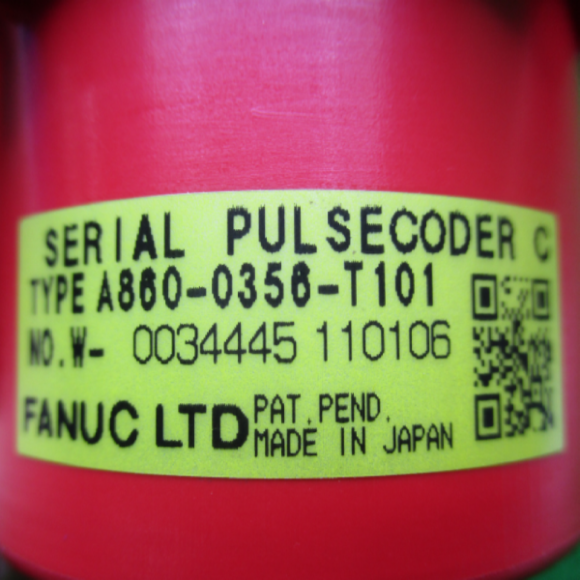 SERIAL PULSECODER C
TYPE A860-0356-T101
NO.W- 0034445 110106
FANUC LTD
PAT.PEND.
MADE IN JAPAN